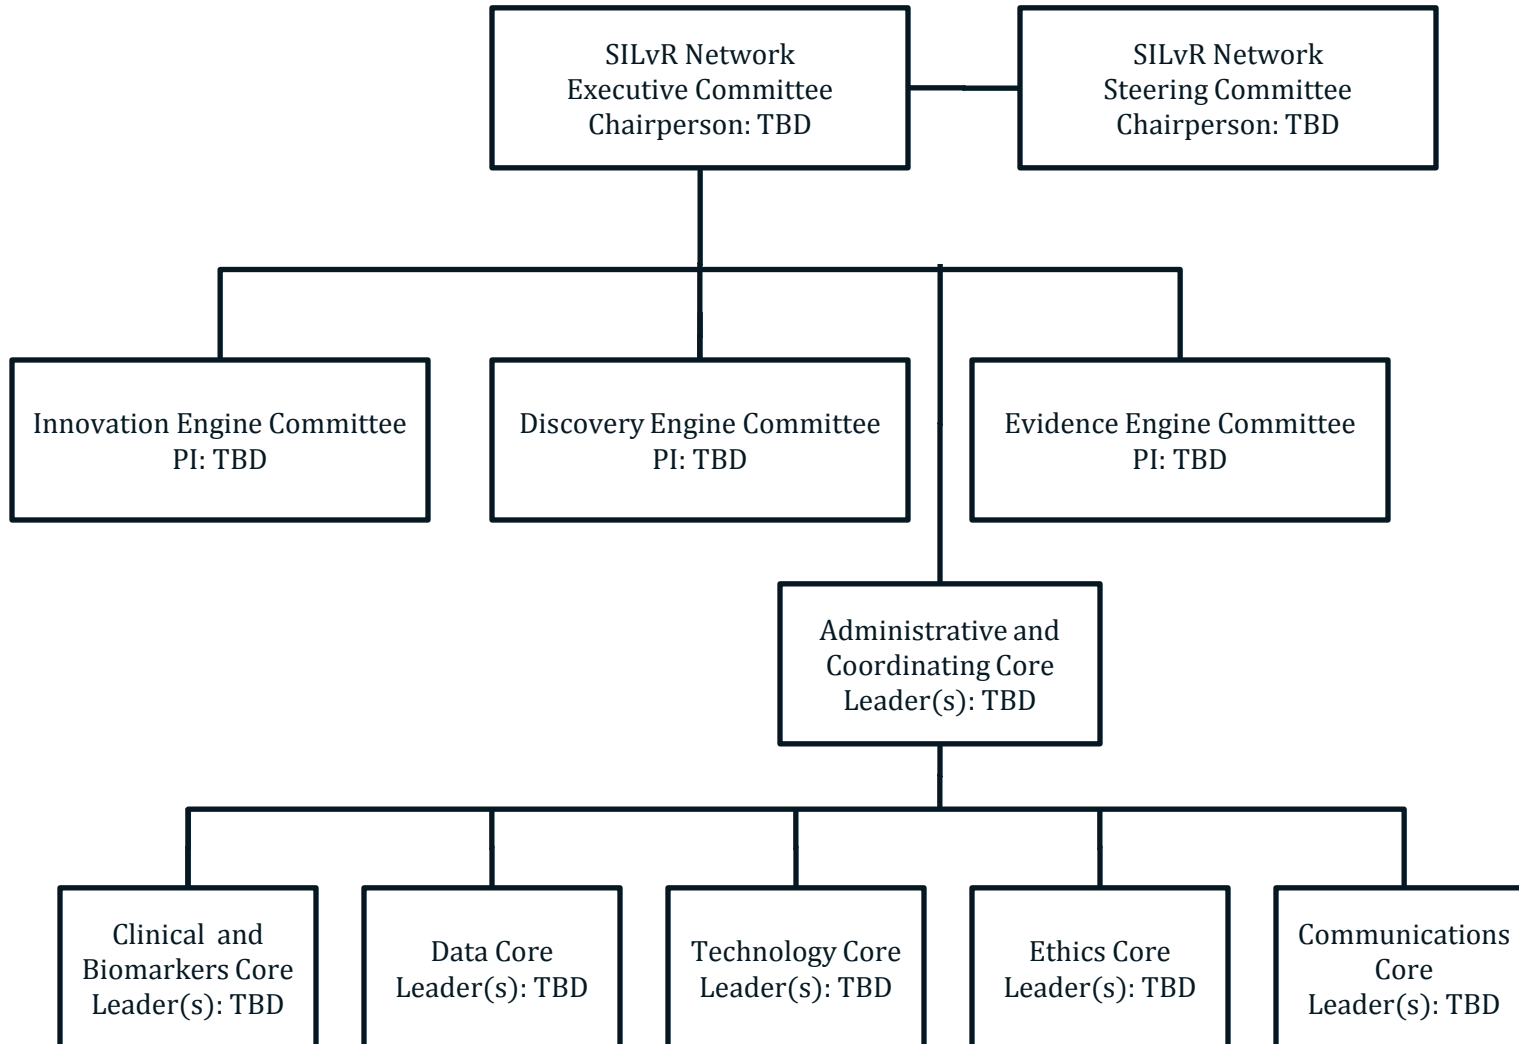 SILvR Network
Executive Committee
Chairperson: TBD
SILvR Network
Steering Committee
Chairperson: TBD
Innovation Engine Committee
PI: TBD
Discovery Engine Committee
PI: TBD
Evidence Engine Committee
PI: TBD
Administrative and
Coordinating Core
Leader(s): TBD
Clinical and
Biomarkers Core
Leader(s): TBD
Data Core
Leader(s): TBD
Technology Core
Leader(s): TBD
Ethics Core
Leader(s): TBD
Communications
Core
Leader(s): TBD